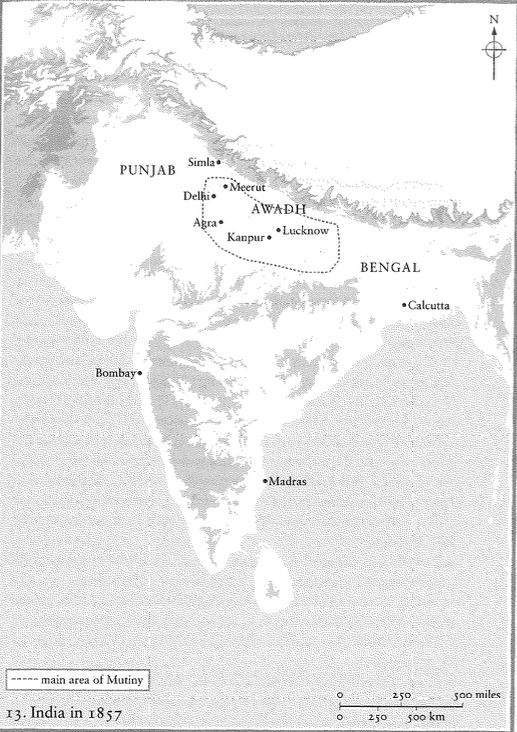 N
Simla
PUNJAB
Meerut
Delhi
AWADH
Agra
Lucknow
Kanpur
BENGAL
Calcutta
Bombay
Madras
main area of Mutiny
0 250 500 miles
0 250 500 km
13. India in 1857